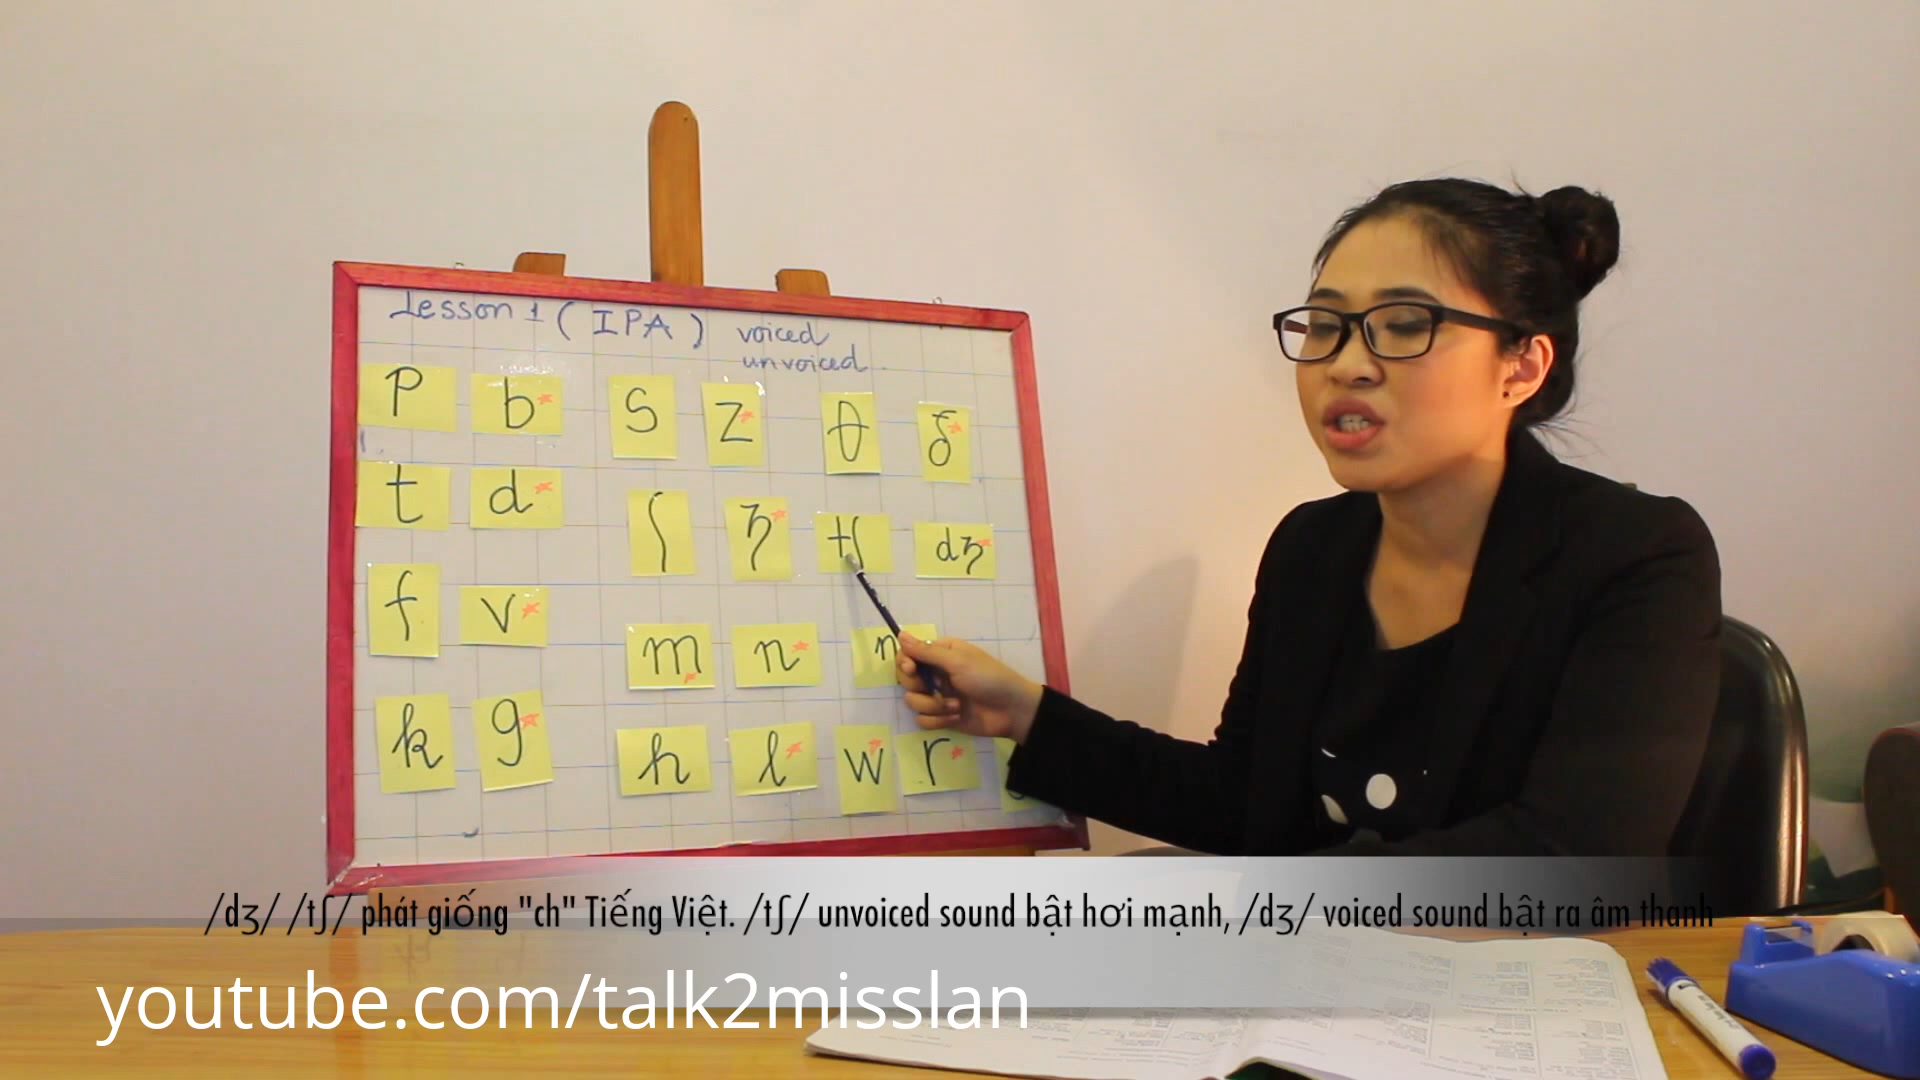 Lesson 1 (IPA) voiced
unvoiced
p b s z θ ð
t d ʃ ʒ tʃ dʒ
f v m n
k g h l w r
/dʒ/ /tʃ/ phát giống "ch" Tiếng Việt. /tʃ/ unvoiced sound bật hơi mạnh, /dʒ/ voiced sound bật ra âm thanh
youtube.com/talk2misslan